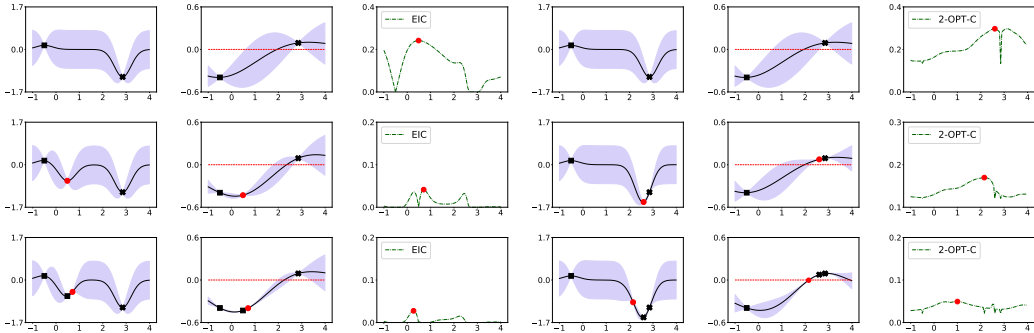 1.7 0.6 0.4 EIC 1.7 0.6 0.4 2-OPT-C
0.0 0.0 0.2 0.0 0.0 0.2
−1.7 −0.6 0.0 −1.7 −0.6 0.0
−1 0 1 2 3 4 −1 0 1 2 3 4 −1 0 1 2 3 4 −1 0 1 2 3 4 −1 0 1 2 3 4 −1 0 1 2 3 4
1.7 0.6 0.2 EIC 1.7 0.6 0.3 2-OPT-C
0.0 0.0 0.1 0.0 0.0 0.2
−1.7 −0.6 0.0 −1.7 −0.6 0.1
−1 0 1 2 3 4 −1 0 1 2 3 4 −1 0 1 2 3 4 −1 0 1 2 3 4 −1 0 1 2 3 4 −1 0 1 2 3 4
1.7 0.6 0.2 EIC 1.7 0.6 0.2 2-OPT-C
0.0 0.0 0.1 0.0 0.0 0.1
−1.7 −0.6 0.0 −1.7 −0.6 0.0
−1 0 1 2 3 4 −1 0 1 2 3 4 −1 0 1 2 3 4 −1 0 1 2 3 4 −1 0 1 2 3 4 −1 0 1 2 3 4